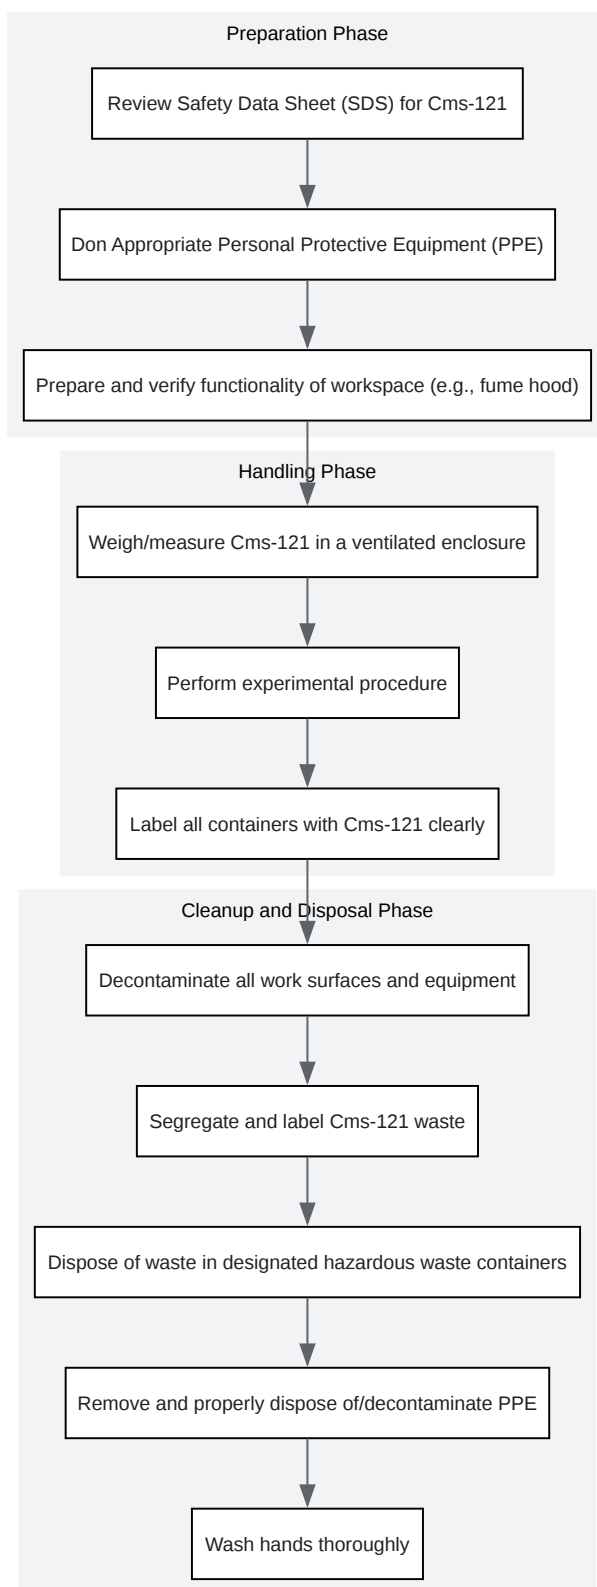 Preparation Phase
Review Safety Data Sheet (SDS) for Cms-121
Don Appropriate Personal Protective Equipment (PPE)
Prepare and verify functionality of workspace (e.g., fume hood)
Handling Phase
Weigh/measure Cms-121 in a ventilated enclosure
Perform experimental procedure
Label all containers with Cms-121 clearly
Cleanup and Disposal Phase
Decontaminate all work surfaces and equipment
Segregate and label Cms-121 waste
Dispose of waste in designated hazardous waste containers
Remove and properly dispose of/decontaminate PPE
Wash hands thoroughly